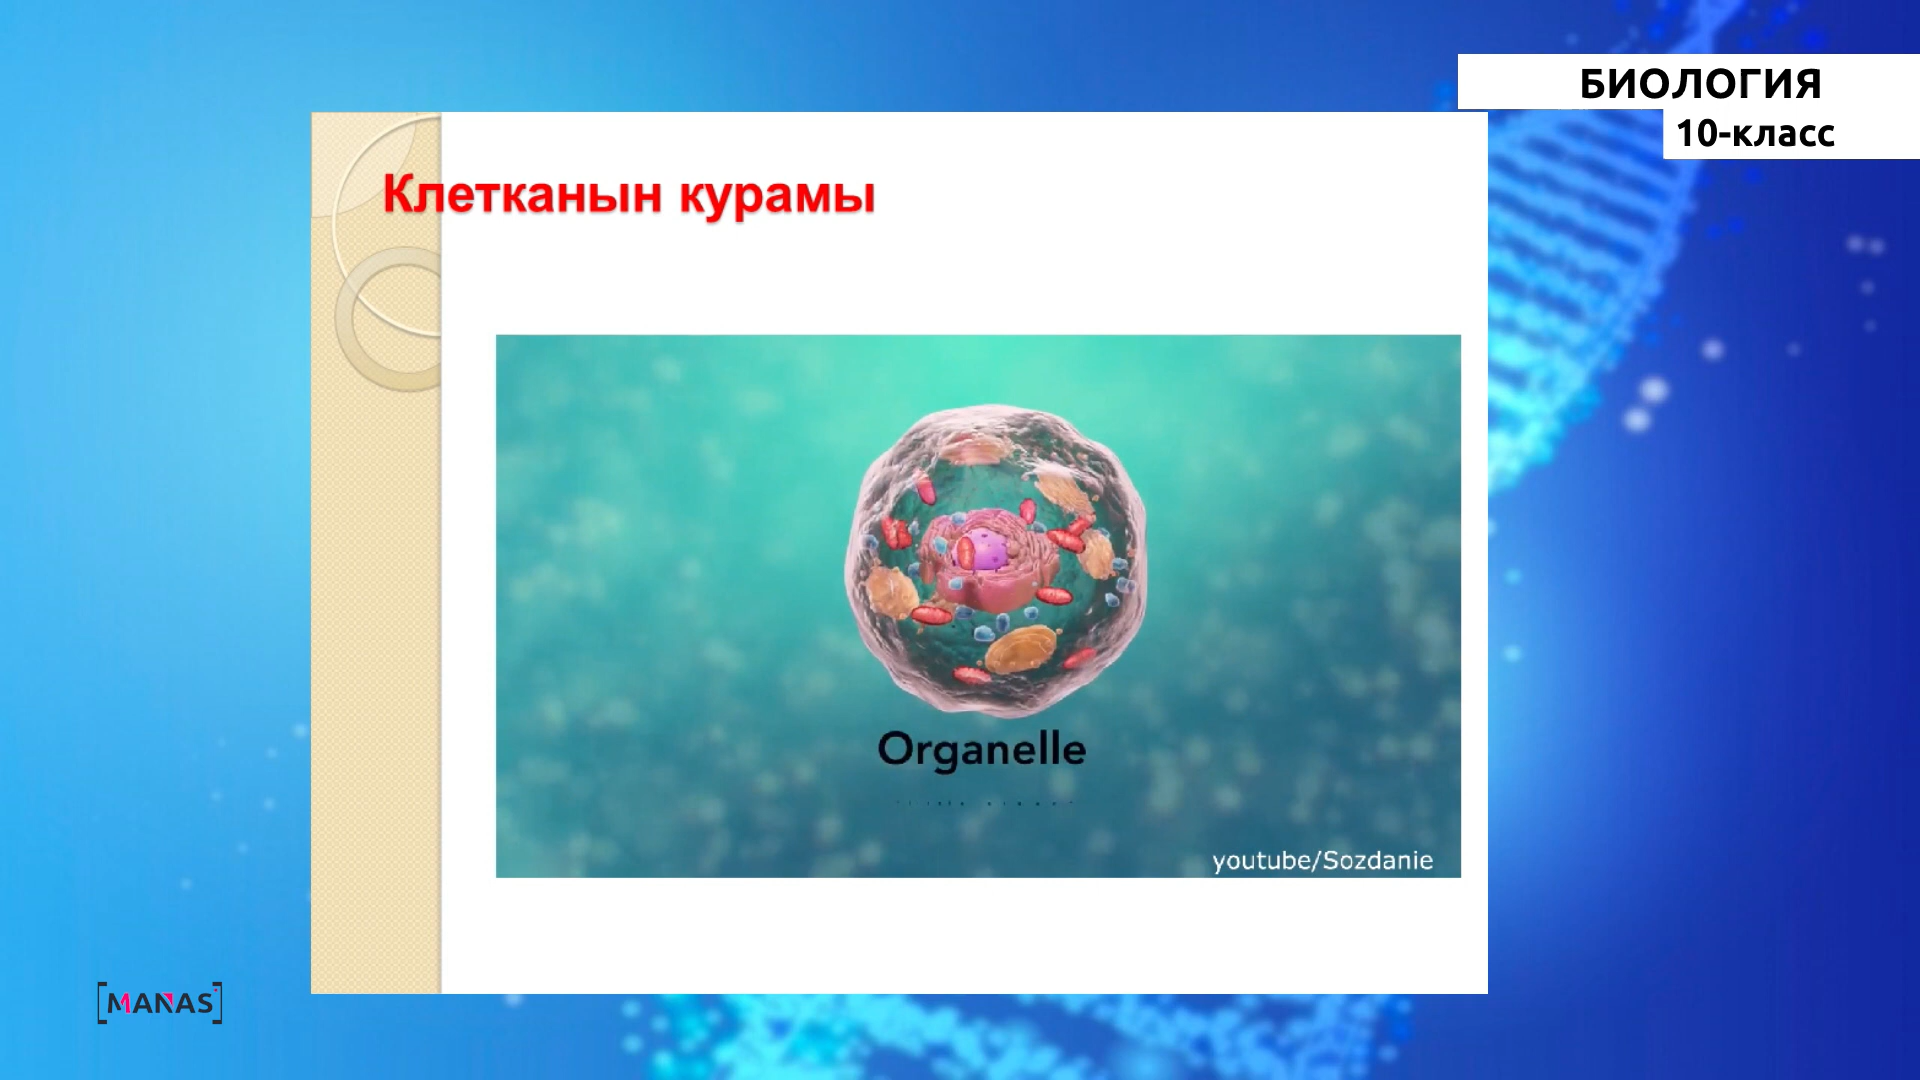 БИОЛОГИЯ
10-класс
Клетканын курамы
Organelle
youtube/Sozdanie
[MANAS]